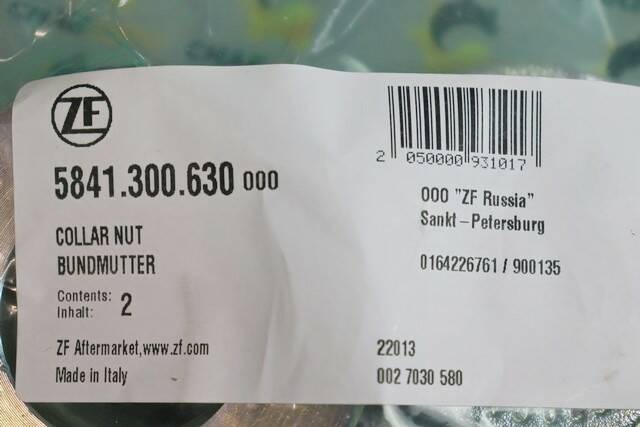 ZF
5841.300.630 000
COLLAR NUT
BUNDMUTTER
Contents:
Inhalt: 2
ZF Aftermarket,www.zf.com
Made in Italy
2 050000 931017
000 "ZF Russia"
Sankt-Petersburg
0164226761 / 900135
22013
002 7030 580